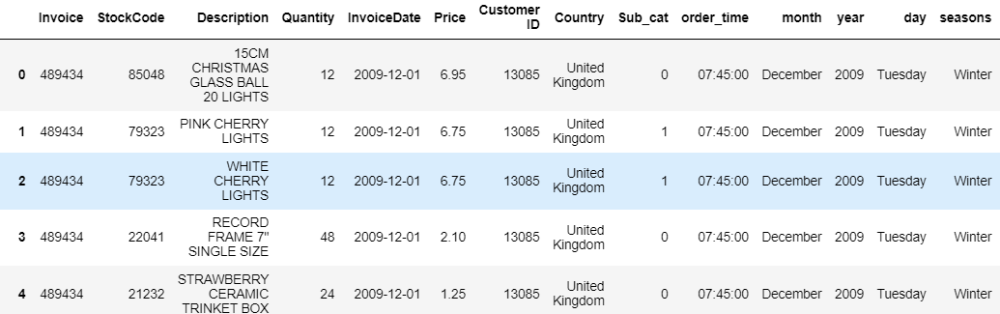 Invoice StockCode Description Quantity InvoiceDate Price Customer ID Country Sub_cat order_time month year day seasons
0 489434 85048 15CM CHRISTMAS GLASS BALL 20 LIGHTS 12 2009-12-01 6.95 13085 United Kingdom 0 07:45:00 December 2009 Tuesday Winter
1 489434 79323 PINK CHERRY LIGHTS 12 2009-12-01 6.75 13085 United Kingdom 1 07:45:00 December 2009 Tuesday Winter
2 489434 79323 WHITE CHERRY LIGHTS 12 2009-12-01 6.75 13085 United Kingdom 1 07:45:00 December 2009 Tuesday Winter
3 489434 22041 RECORD FRAME 7" SINGLE SIZE 48 2009-12-01 2.10 13085 United Kingdom 0 07:45:00 December 2009 Tuesday Winter
4 489434 21232 STRAWBERRY CERAMIC TRINKET BOX 24 2009-12-01 1.25 13085 United Kingdom 0 07:45:00 December 2009 Tuesday Winter